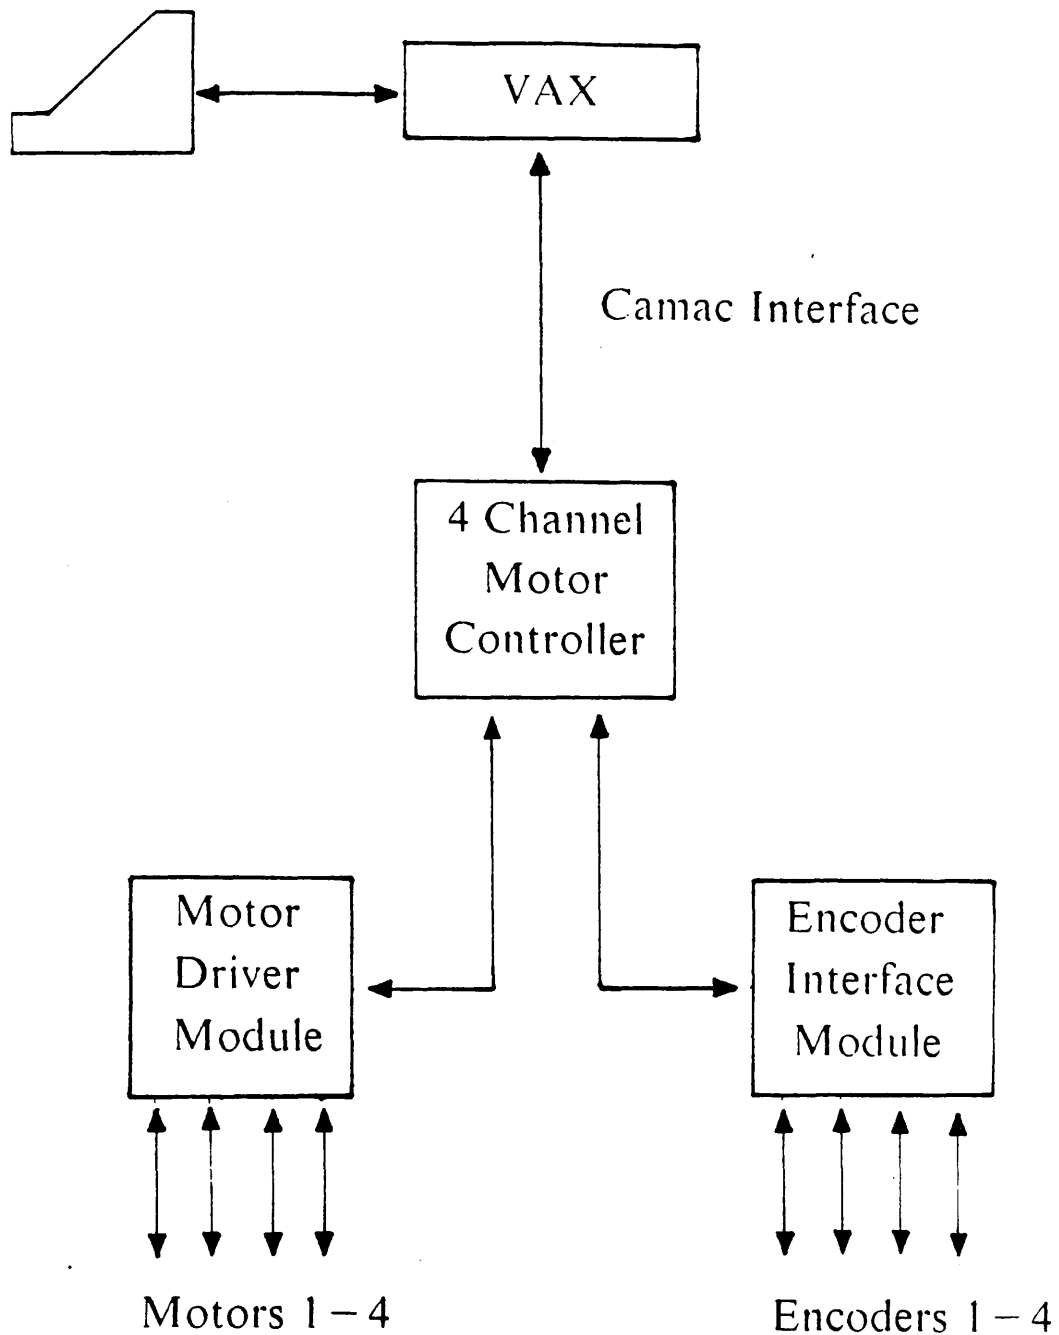 VAX
Camac Interface
4 Channel
Motor
Controller
Motor
Driver
Module
Encoder
Interface
Module
Motors 1 – 4
Encoders 1 – 4